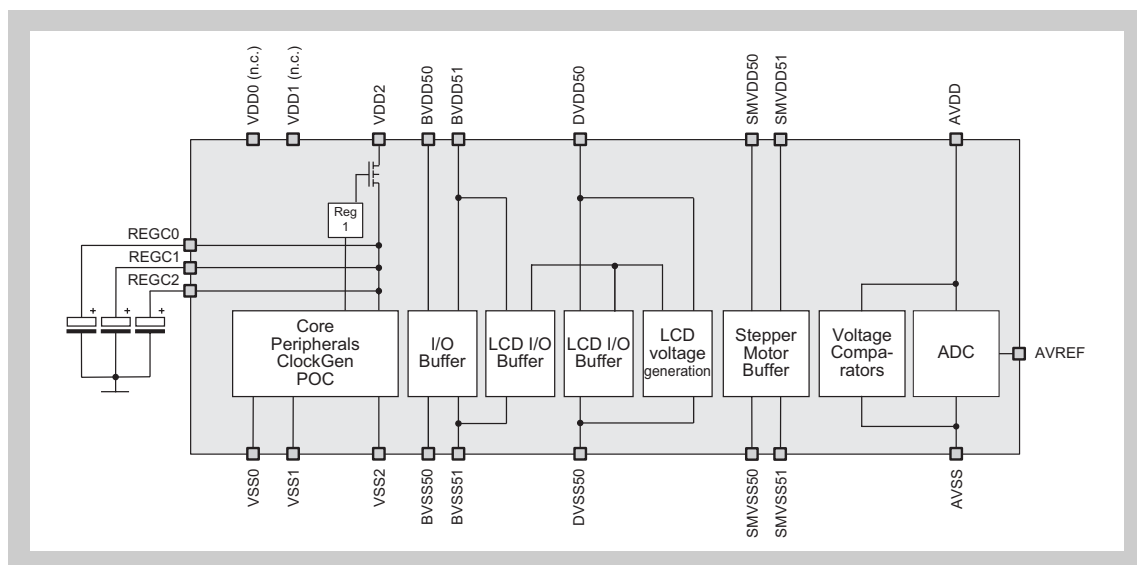 VDD0 (n.c.)
VDD1 (n.c.)
VDD2
BVDD50
BVDD51
DVDD50
SMVDD50
SMVDD51
AVDD
Reg
1
REGC0
REGC1
REGC2
+
+
+
Core
Peripherals
ClockGen
POC
I/O
Buffer
LCD I/O
Buffer
LCD I/O
Buffer
LCD
voltage
generation
Stepper
Motor
Buffer
Voltage
Compa-
rators
ADC
AVREF
VSS0
VSS1
VSS2
BVSS50
BVSS51
DVSS50
SMVSS50
SMVSS51
AVSS